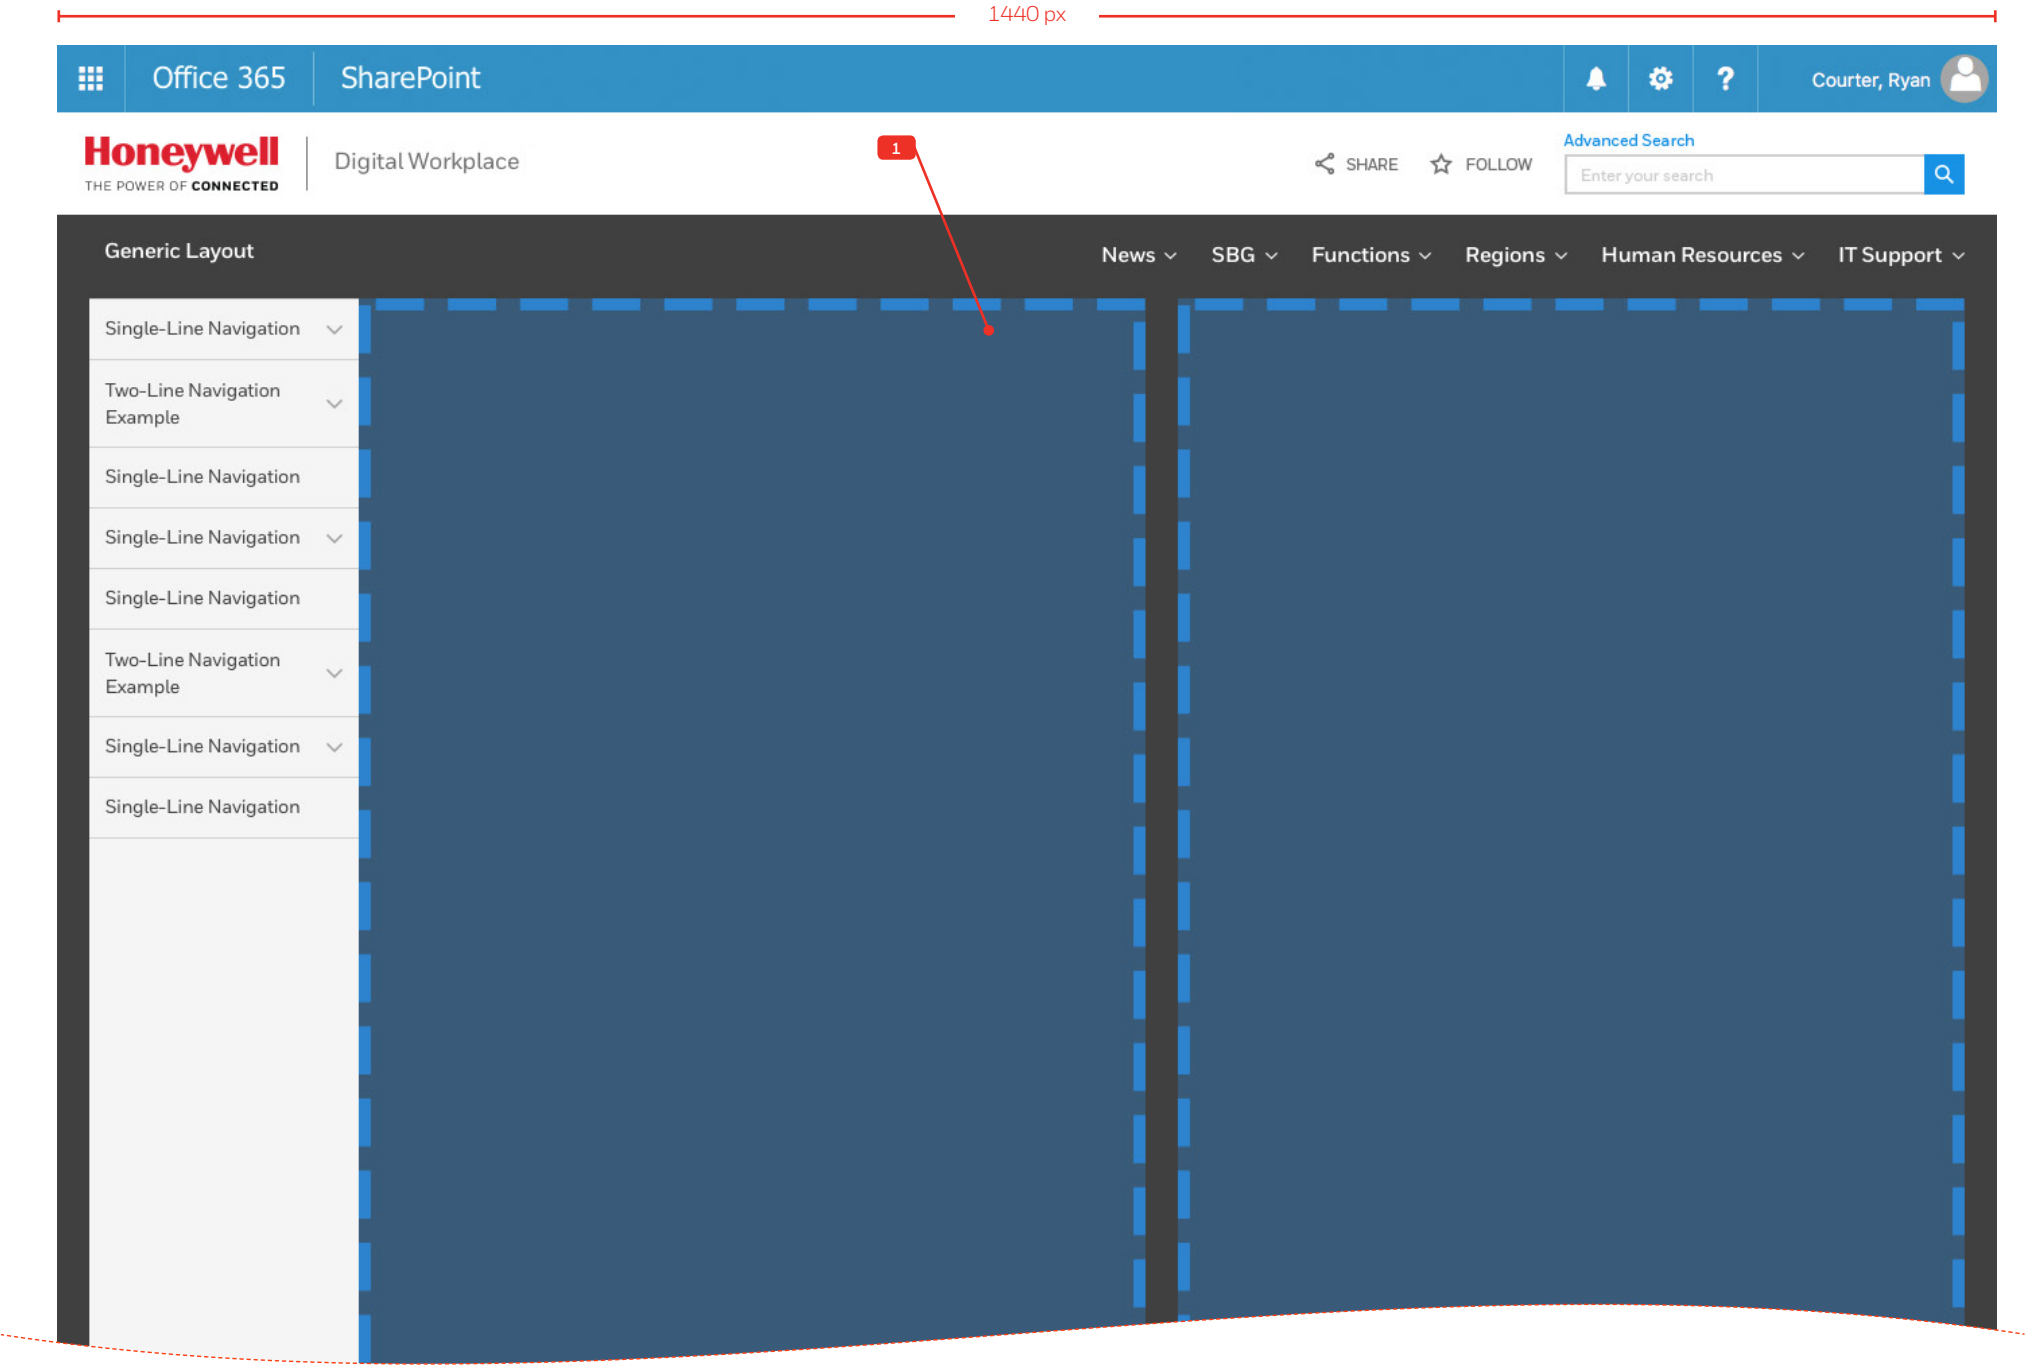 1440 px
Office 365
SharePoint
?
Courter, Ryan
Honeywell
THE POWER OF CONNECTED
Digital Workplace
1
SHARE
FOLLOW
Advanced Search
Enter your search
Generic Layout
News
SBG
Functions
Regions
Human Resources
IT Support
Single-Line Navigation
Two-Line Navigation
Example
Single-Line Navigation
Single-Line Navigation
Single-Line Navigation
Two-Line Navigation
Example
Single-Line Navigation
Single-Line Navigation